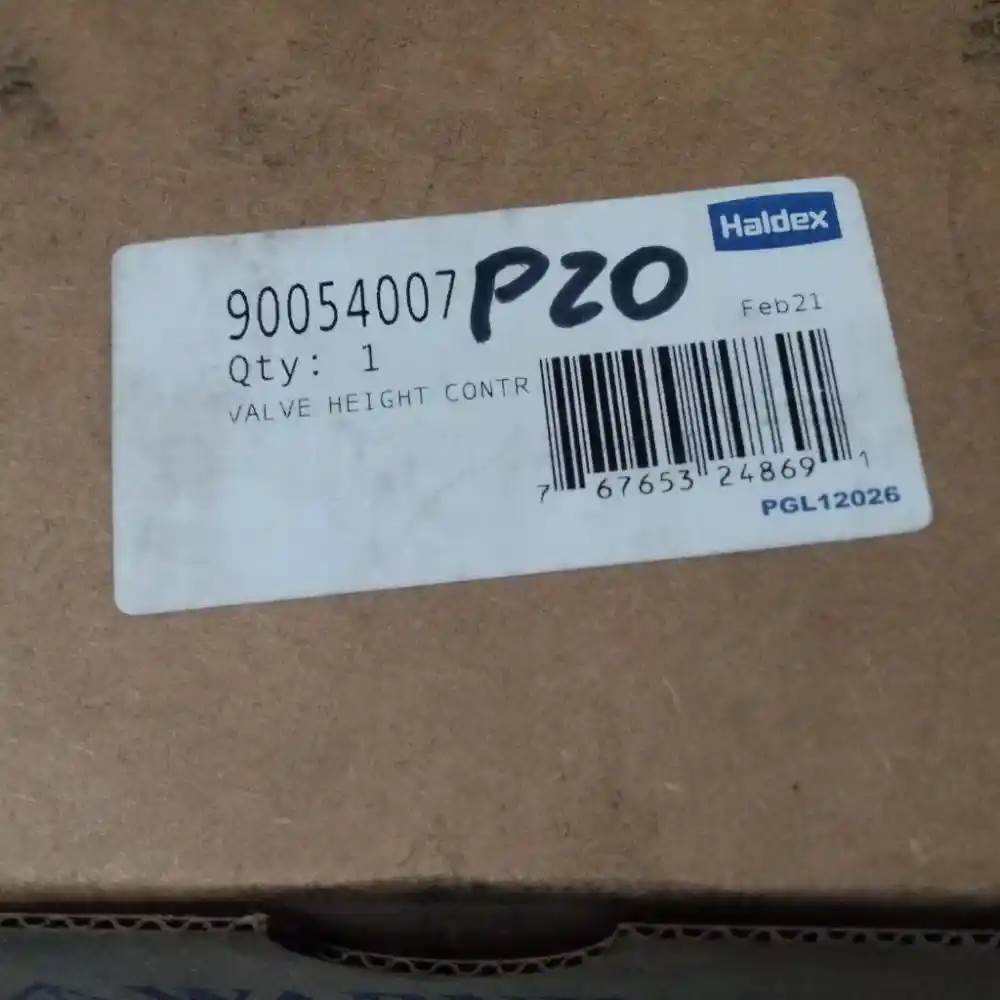 Haldex
90054007 P20
Feb21
Qty: 1
VALVE HEIGHT CONTR
7 67653 24869 1
PGL12026